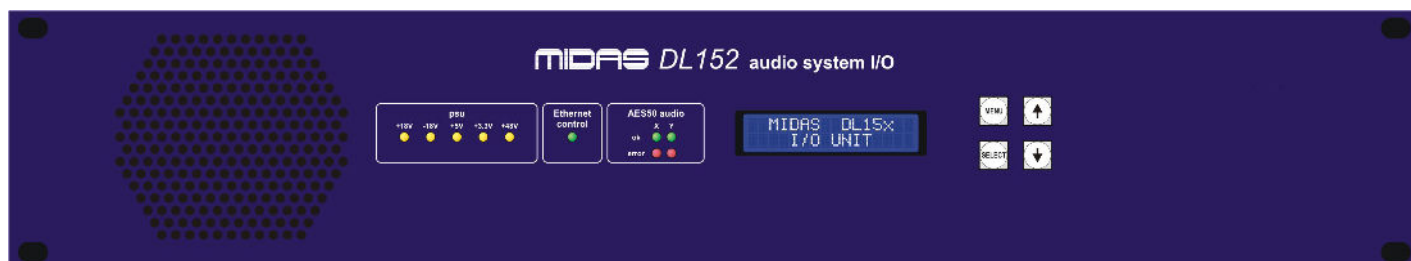 MIDAS DL152 audio system I/O
psu
+18V -18V +5V +3.3V +48V
Ethernet
control
AES50 audio
X Y
ok
error
MIDAS DL15x
I/O UNIT
MENU
SELECT